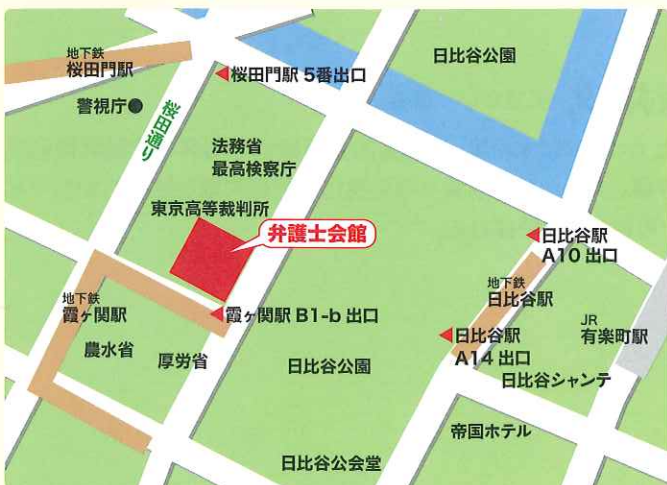 地下鉄
桜田門駅
桜田門駅 5番出口
日比谷公園
警視庁
桜田通り
法務省
最高検察庁
東京高等裁判所
弁護士会館
日比谷駅
A10 出口
地下鉄
日比谷駅
地下鉄
霞ヶ関駅
霞ヶ関駅 B1-b 出口
JR
有楽町駅
日比谷駅
A14 出口
農水省
厚労省
日比谷公園
日比谷シャンテ
帝国ホテル
日比谷公会堂